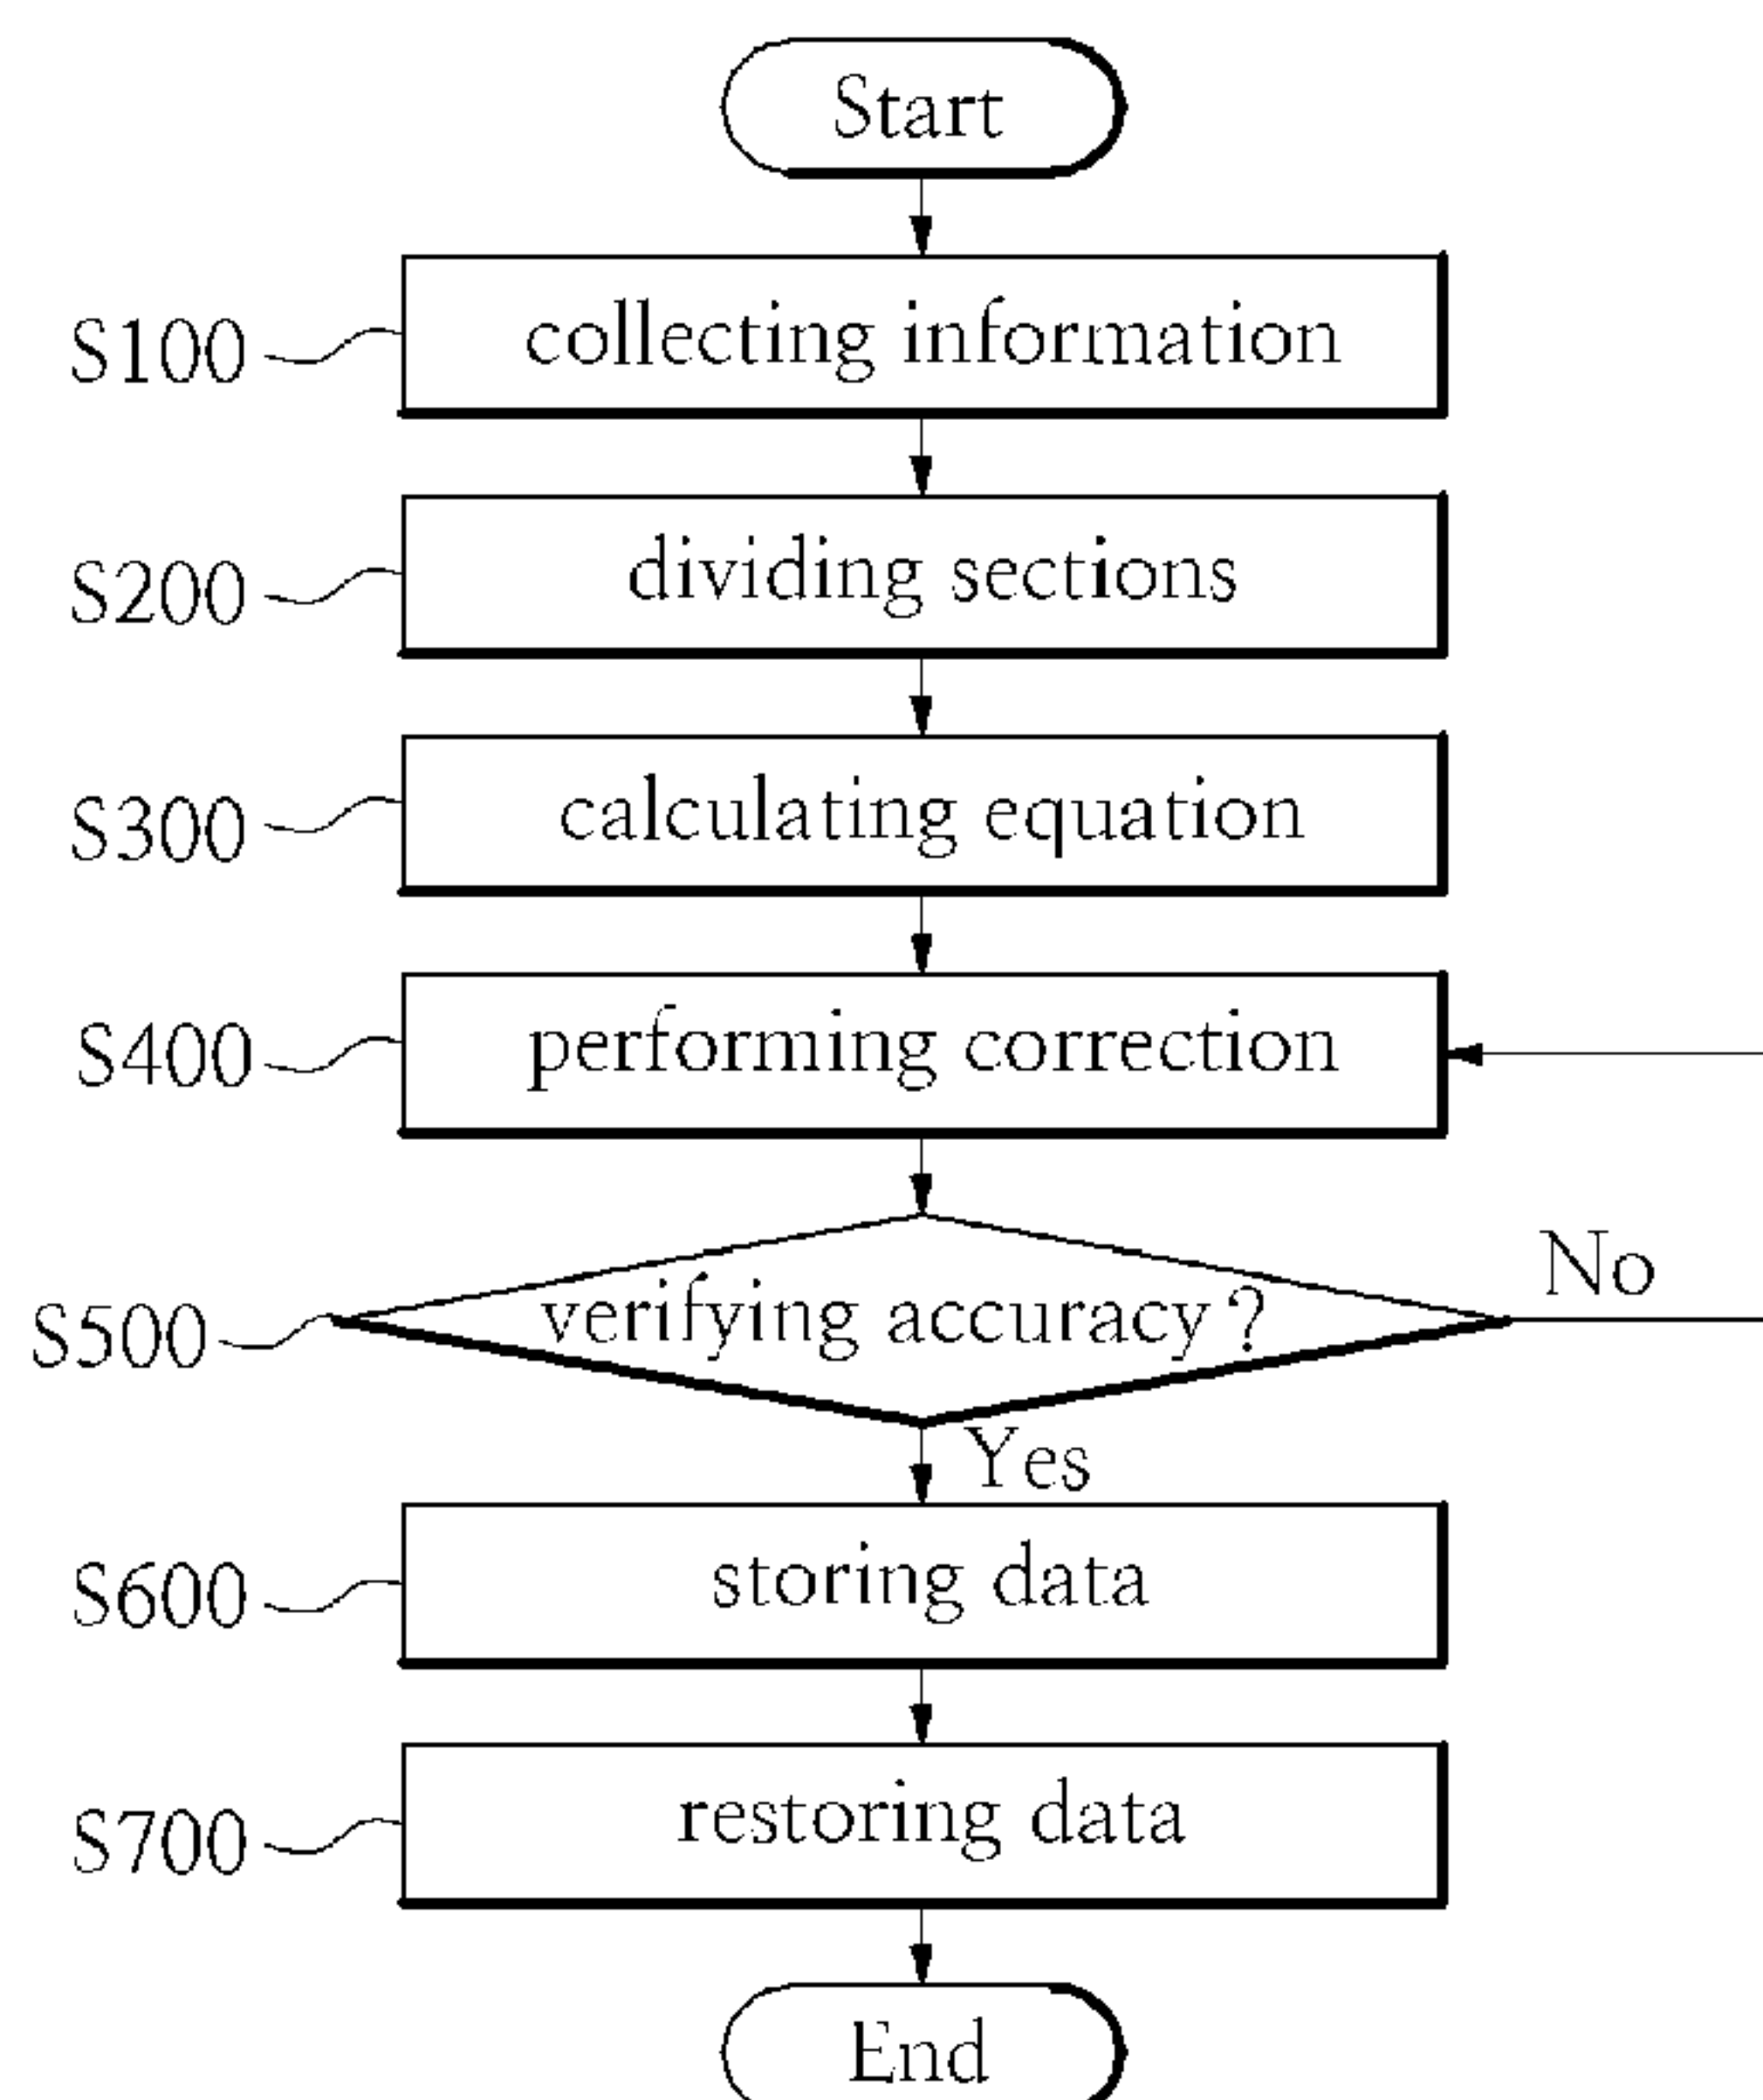 Start
S100 collecting information
S200 dividing sections
S300 calculating equation
S400 performing correction
No
S500 verifying accuracy?
Yes
S600 storing data
S700 restoring data
End